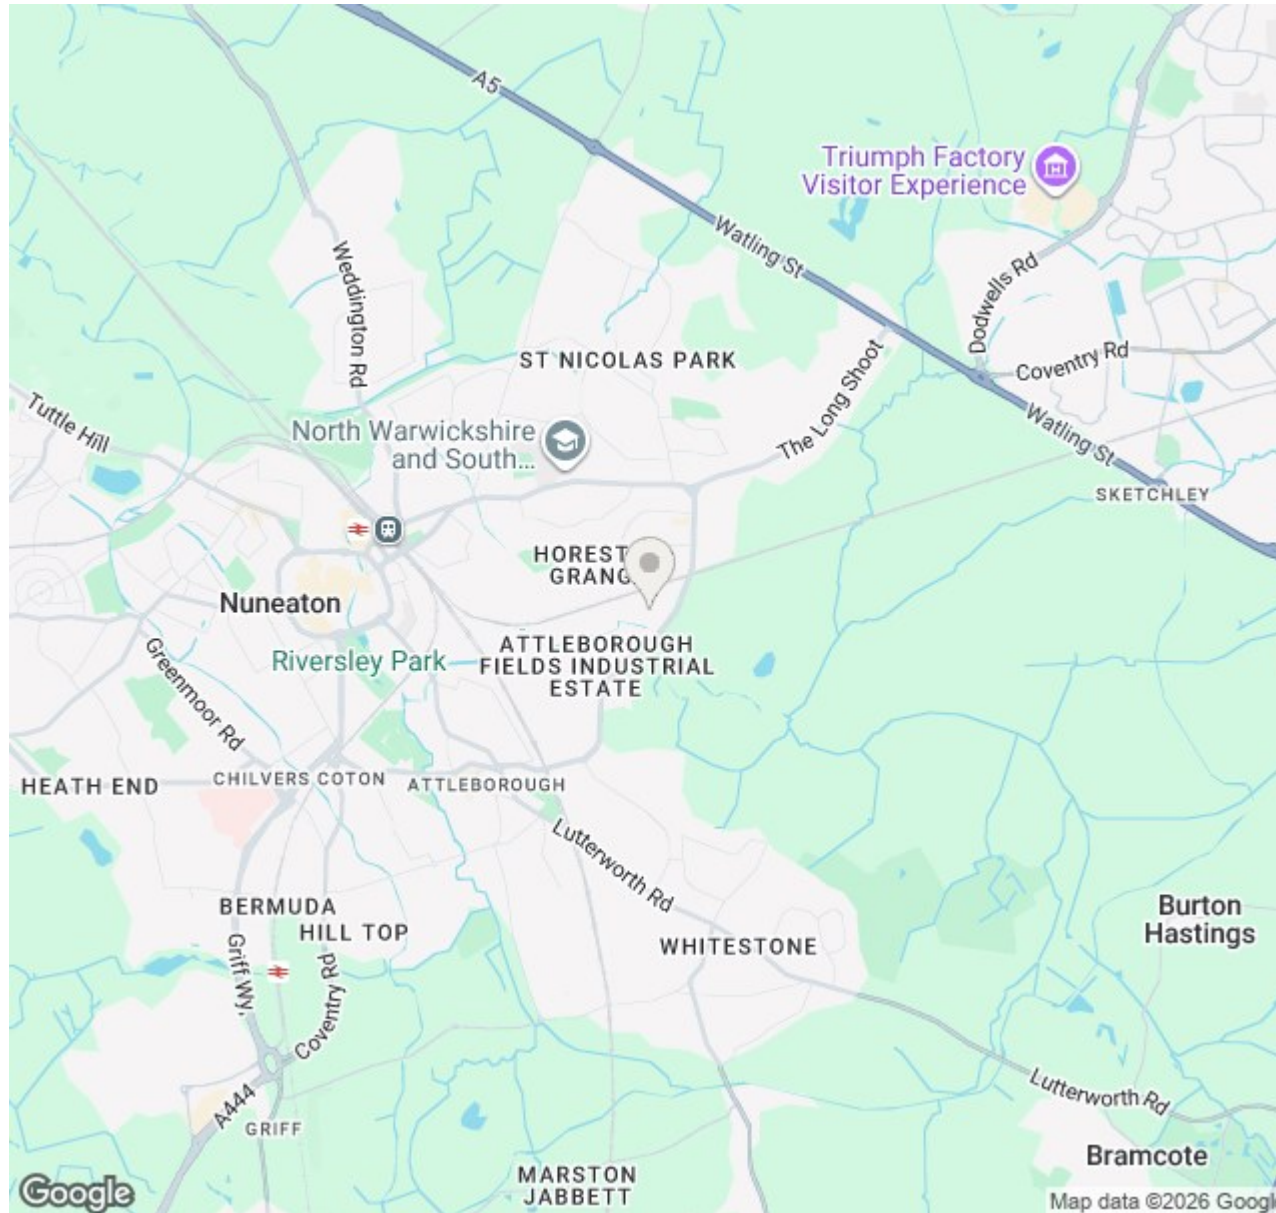 A5
Triumph Factory
Visitor Experience
Watling St
Weddington Rd
Dodwells Rd
ST NICOLAS PARK
The Long Shoot
Coventry Rd
Tuttle Hill
North Warwickshire
and South...
Watling St
SKETCHLEY
HOREST
GRANG
Nuneaton
ATTLEBOROUGH
FIELDS INDUSTRIAL
ESTATE
Riversley Park
Greenmoor Rd
HEATH END
CHILVERS COTON
ATTLEBOROUGH
Lutterworth Rd
BERMUDA
HILL TOP
WHITESTONE
Burton
Hastings
Griff Wy,
Coventry Rd
A444
GRIFF
Lutterworth Rd
Bramcote
MARSTON
JABBETT
Google
Map data ©2026 Google